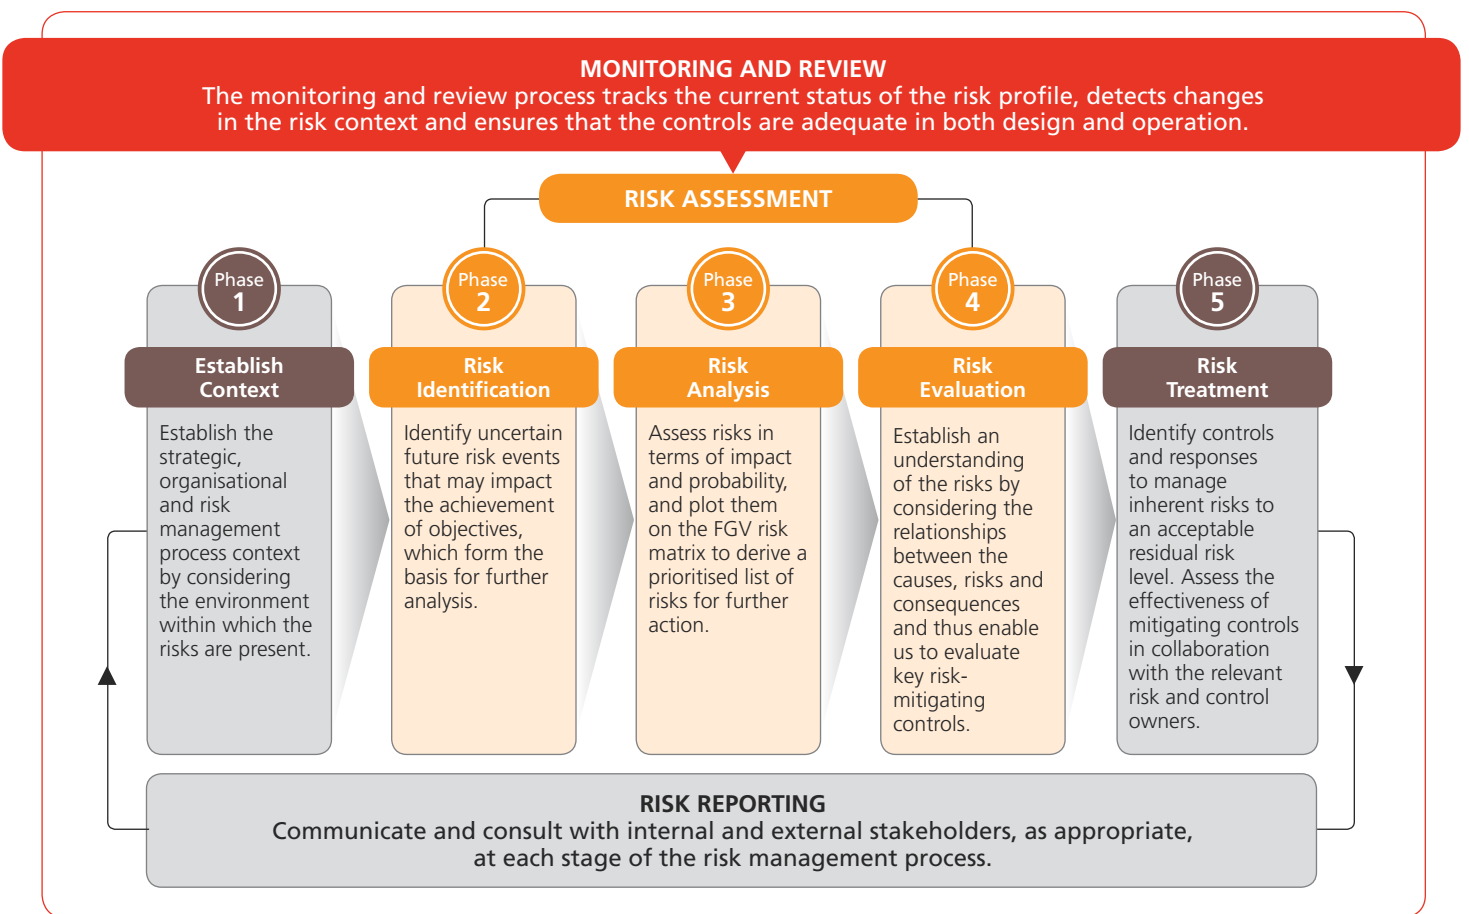 MONITORING AND REVIEW
The monitoring and review process tracks the current status of the risk profile, detects changes
in the risk context and ensures that the controls are adequate in both design and operation.
RISK ASSESSMENT
Phase
1
Establish
Context
Establish the
strategic,
organisational
and risk
management
process context
by considering
the environment
within which the
risks are present.
Phase
2
Risk
Identification
Identify uncertain
future risk events
that may impact
the achievement
of objectives,
which form the
basis for further
analysis.
Phase
3
Risk
Analysis
Assess risks in
terms of impact
and probability,
and plot them
on the FGV risk
matrix to derive a
prioritised list of
risks for further
action.
Phase
4
Risk
Evaluation
Establish an
understanding
of the risks by
considering the
relationships
between the
causes, risks and
consequences
and thus enable
us to evaluate
key risk-
mitigating
controls.
Phase
5
Risk
Treatment
Identify controls
and responses
to manage
inherent risks to
an acceptable
residual risk
level. Assess the
effectiveness of
mitigating controls
in collaboration
with the relevant
risk and control
owners.
RISK REPORTING
Communicate and consult with internal and external stakeholders, as appropriate,
at each stage of the risk management process.